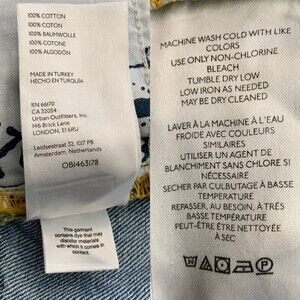 100% COTTON
100% COTON
100% BAUMWOLLE
100% COTONE
100% ALGODÓN
MADE IN TURKEY
HECHO EN TURQUÍA
RN 66170
CA 32054
Urban Outfitters, Inc.
146 Brick Lane
LONDON, E1 6RU
Leidsestraat 32, 1017 PB
Amsterdam, Netherlands
OB1463178
This garment
contains dye that may
discolor materials
with which it comes
in contact.
MACHINE WASH COLD WITH LIKE
COLORS
USE ONLY NON-CHLORINE
BLEACH
TUMBLE DRY LOW
LOW IRON AS NEEDED
MAY BE DRY CLEANED
LAVER À LA MACHINE À L'EAU
FROIDE AVEC COULEURS
SIMILAIRES
UTILISER UN AGENT DE
BLANCHIMENT SANS CHLORE SI
NÉCESSAIRE
SECHER PAR CULBUTAGE À BASSE
TEMPÉRATURE
REPASSER, AU BESOIN, À TRÈS
BASSE TEMPÉRATURE
PEUT-ÊTRE ÊTRE NETTOYÉE
À SEC
30
P